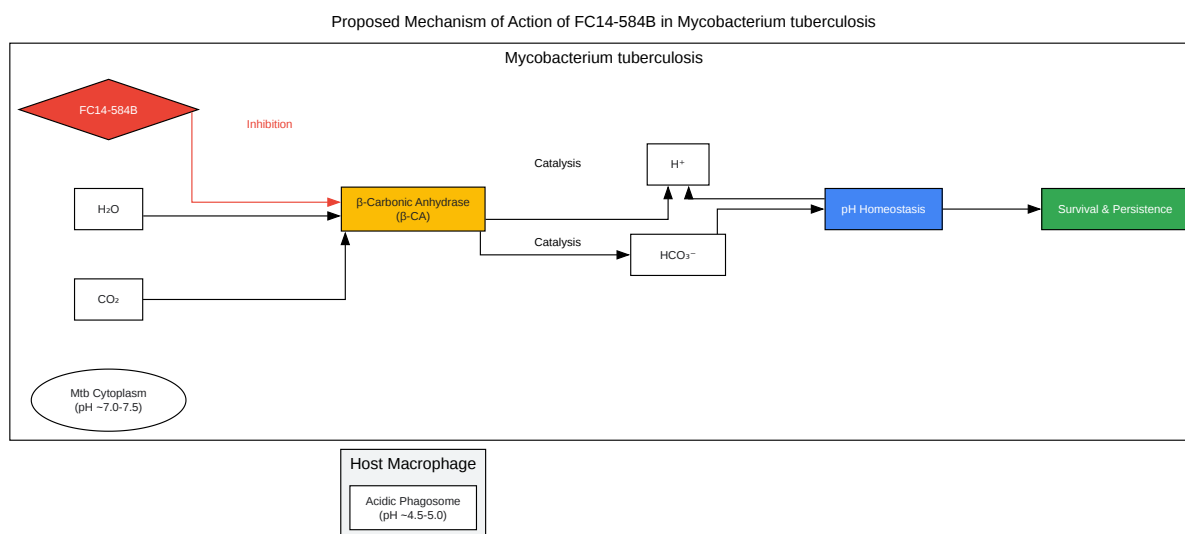 Proposed Mechanism of Action of FC14-584B in Mycobacterium tuberculosis
Mycobacterium tuberculosis
FC14-584B
Inhibition
Catalysis
H⁺
H₂O
β-Carbonic Anhydrase
(β-CA)
pH Homeostasis
Survival & Persistence
Catalysis
HCO₃⁻
CO₂
Mtb Cytoplasm
(pH ~7.0-7.5)
Host Macrophage
Acidic Phagosome
(pH ~4.5-5.0)